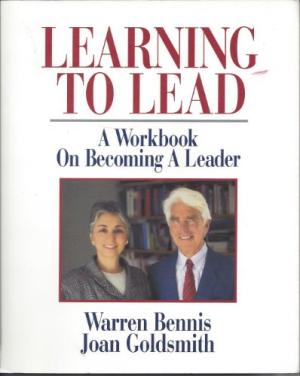 LEARNING
TO LEAD
A Workbook
On Becoming A Leader
Warren Bennis
Joan Goldsmith